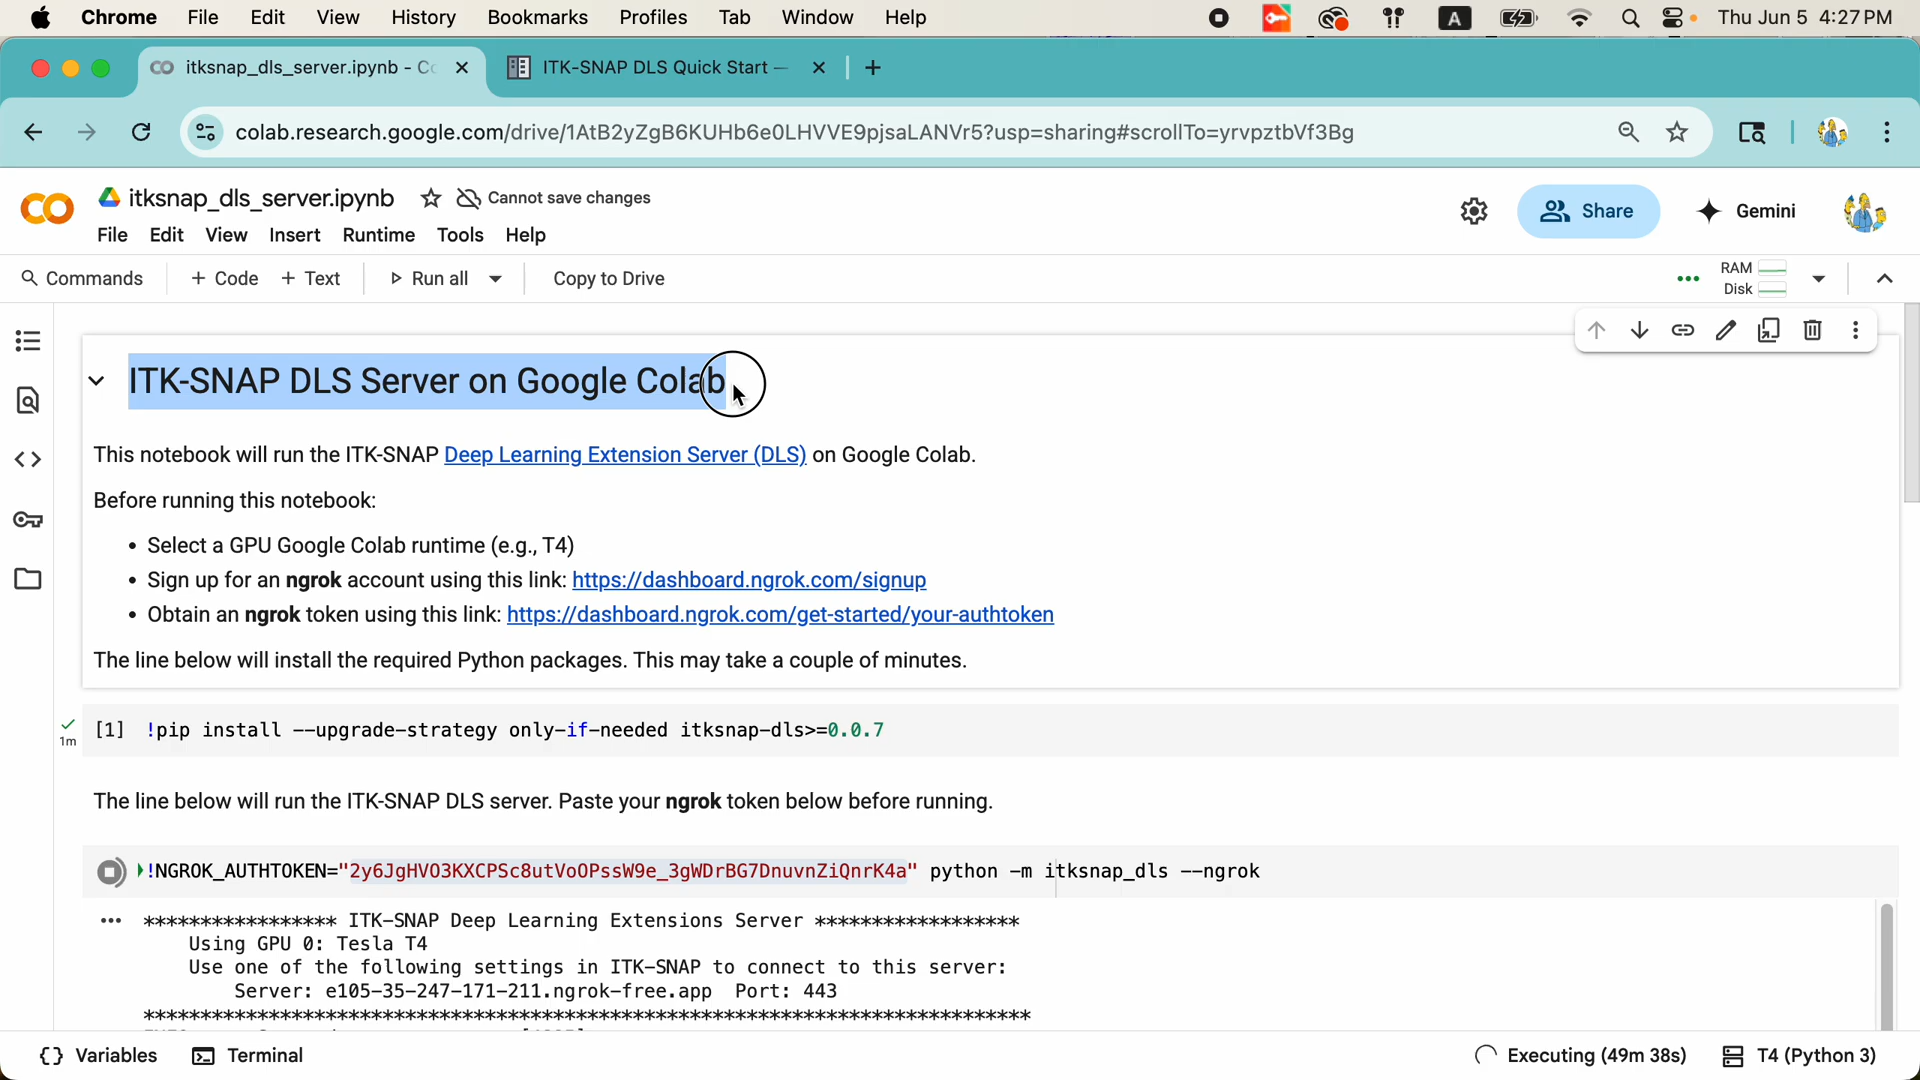 Chrome File Edit View History Bookmarks Profiles Tab Window Help A Thu Jun 5 4:27 PM
itksnap_dls_server.ipynb - Co ITK-SNAP DLS Quick Start —
colab.research.google.com/drive/1AtB2yZgB6KUHb6e0LHVVE9pjsaLANVr5?usp=sharing#scrollTo=yrvpztbVf3Bg
itksnap_dls_server.ipynb Cannot save changes
Share Gemini
File Edit View Insert Runtime Tools Help
Commands + Code + Text Run all Copy to Drive
RAM
Disk
ITK-SNAP DLS Server on Google Colab
This notebook will run the ITK-SNAP Deep Learning Extension Server (DLS) on Google Colab.
Before running this notebook:
• Select a GPU Google Colab runtime (e.g., T4)
• Sign up for an ngrok account using this link: https://dashboard.ngrok.com/signup
• Obtain an ngrok token using this link: https://dashboard.ngrok.com/get-started/your-authtoken
The line below will install the required Python packages. This may take a couple of minutes.
[1] !pip install --upgrade-strategy only-if-needed itksnap-dls>=0.0.7
1m
The line below will run the ITK-SNAP DLS server. Paste your ngrok token below before running.
!NGROK_AUTHTOKEN="2y6JgHVO3KXCPSc8utVoOPssW9e_3gWDrBG7DnuvnZiQnrK4a" python -m itksnap_dls --ngrok
***************** ITK-SNAP Deep Learning Extensions Server ******************
Using GPU 0: Tesla T4
Use one of the following settings in ITK-SNAP to connect to this server:
Server: e105-35-247-171-211.ngrok-free.app Port: 443
******************************************************************************
Variables Terminal Executing (49m 38s) T4 (Python 3)